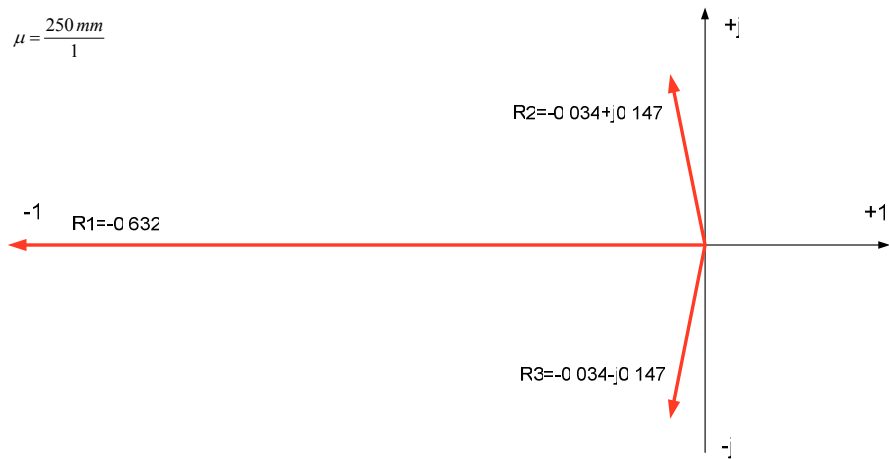 μ = 250 mm / 1
+j
R2=-0 034+j0 147
-1
R1=-0 632
+1
R3=-0 034-j0 147
-j